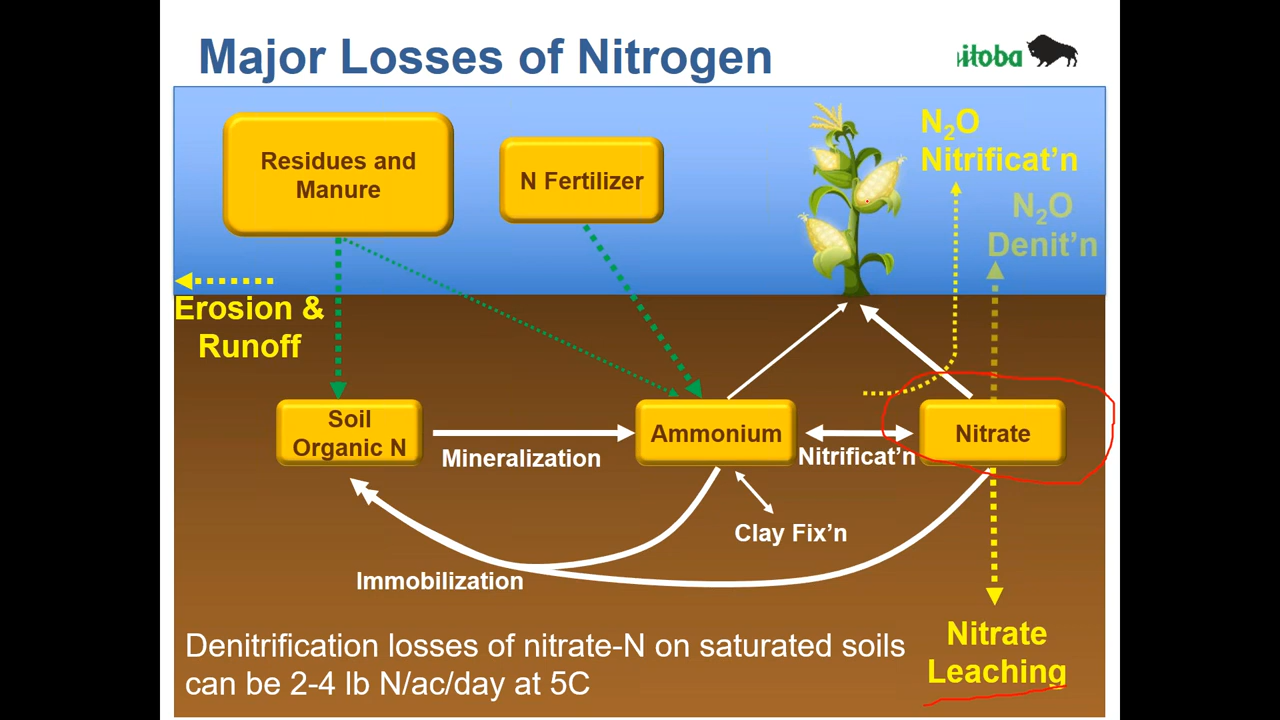 Major Losses of Nitrogen
itoba
Residues and
Manure
N Fertilizer
N₂O
Nitrificat’n
N₂O
Denit’n
Erosion &
Runoff
Soil
Organic N
Mineralization
Ammonium
Nitrificat’n
Nitrate
Clay Fix’n
Immobilization
Denitrification losses of nitrate-N on saturated soils
can be 2-4 lb N/ac/day at 5C
Nitrate
Leaching